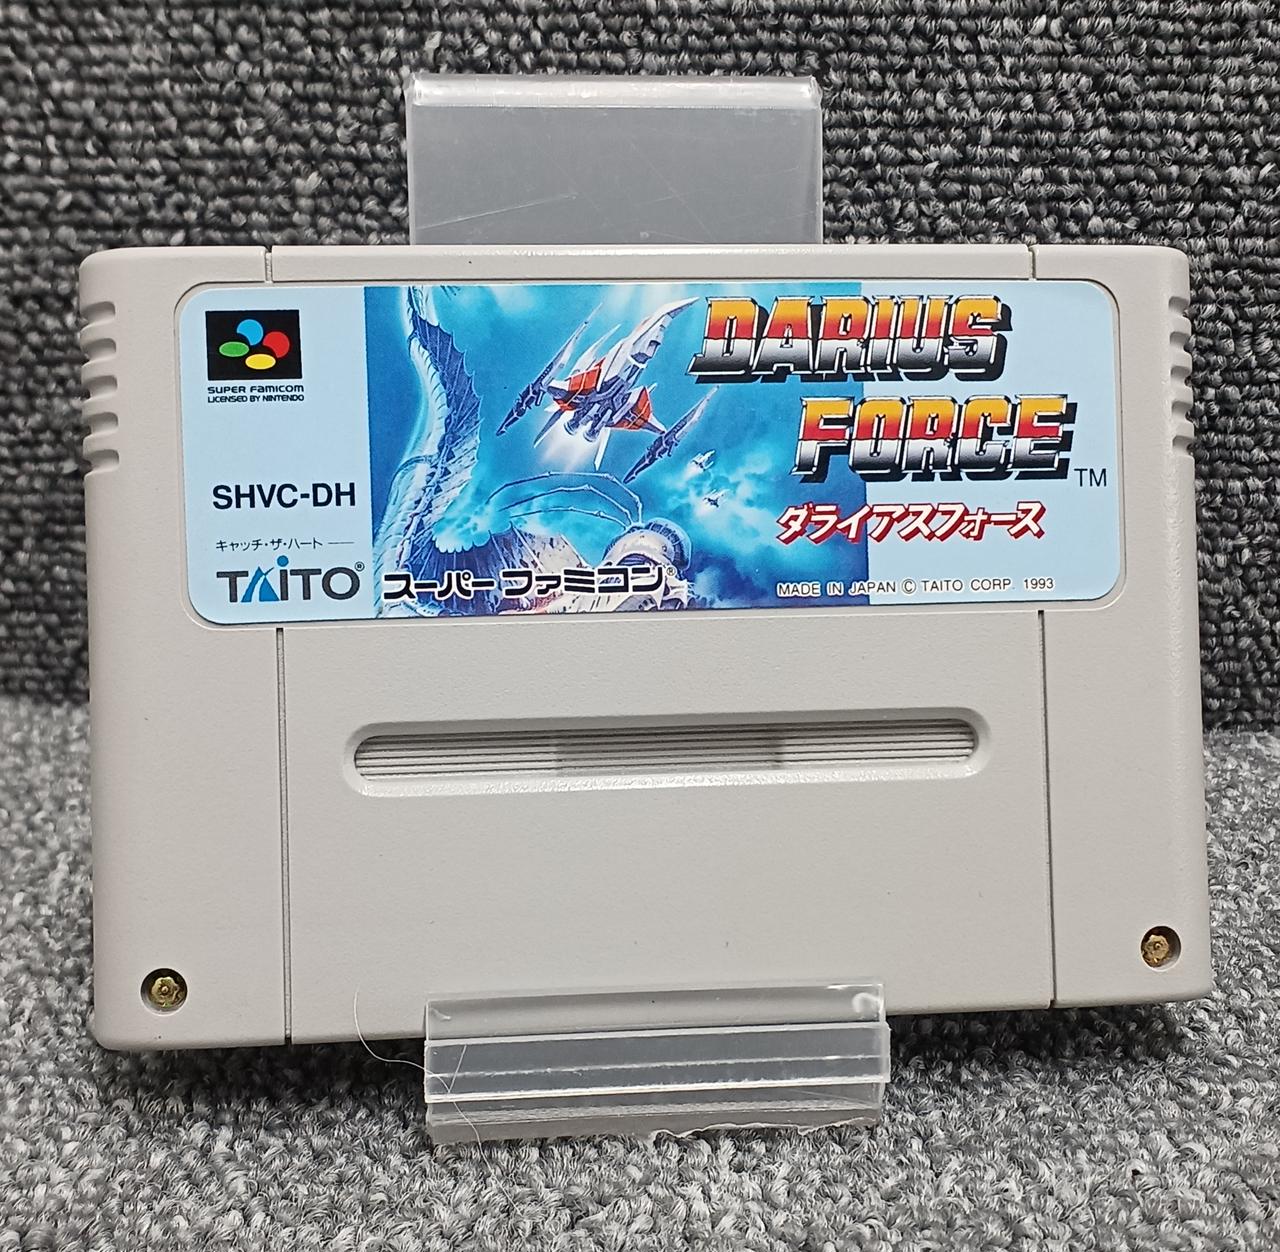 SUPER FAMICOM
LICENSED BY NINTENDO
SHVC-DH
キャッチ・ザ・ハート
TAITO®
スーパーファミコン®
DARIUS
FORCE
TM
ダライアスフォース
MADE IN JAPAN © TAITO CORP. 1993